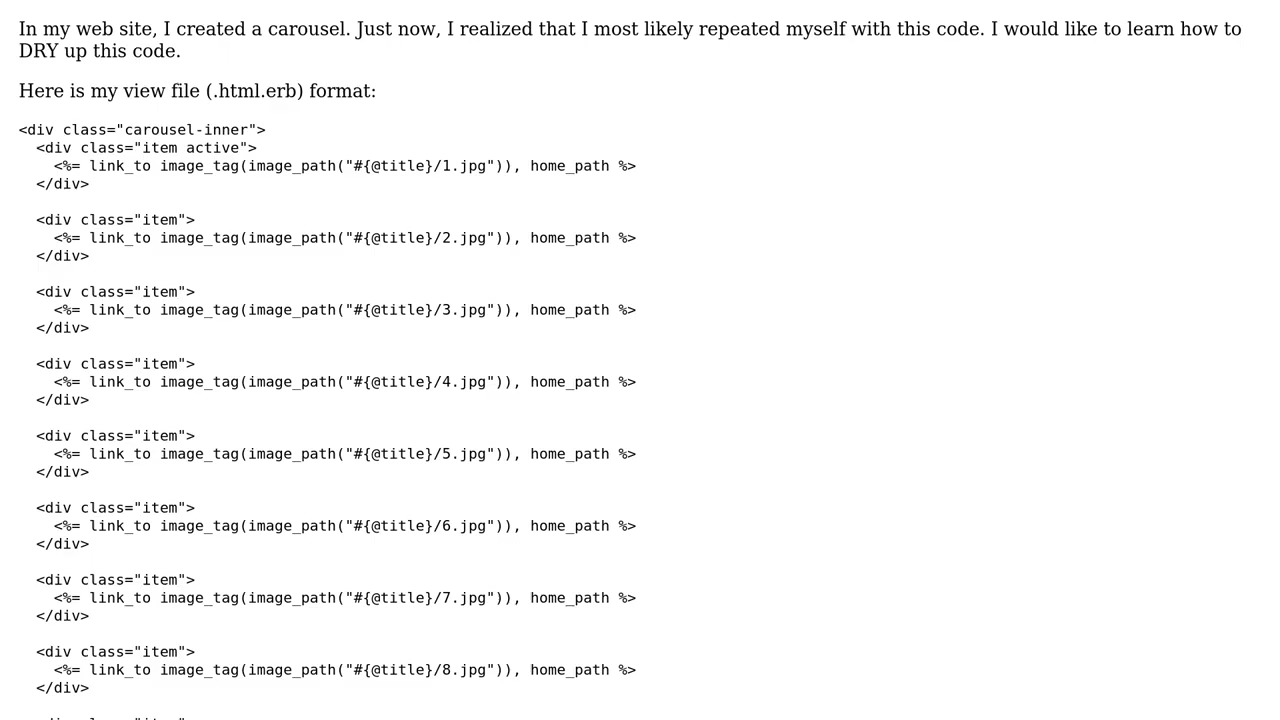 In my web site, I created a carousel. Just now, I realized that I most likely repeated myself with this code. I would like to learn how to
DRY up this code.
Here is my view file (.html.erb) format:
<div class="carousel-inner">
  <div class="item active">
    <%= link_to image_tag(image_path("#{@title}/1.jpg")), home_path %>
  </div>
  <div class="item">
    <%= link_to image_tag(image_path("#{@title}/2.jpg")), home_path %>
  </div>
  <div class="item">
    <%= link_to image_tag(image_path("#{@title}/3.jpg")), home_path %>
  </div>
  <div class="item">
    <%= link_to image_tag(image_path("#{@title}/4.jpg")), home_path %>
  </div>
  <div class="item">
    <%= link_to image_tag(image_path("#{@title}/5.jpg")), home_path %>
  </div>
  <div class="item">
    <%= link_to image_tag(image_path("#{@title}/6.jpg")), home_path %>
  </div>
  <div class="item">
    <%= link_to image_tag(image_path("#{@title}/7.jpg")), home_path %>
  </div>
  <div class="item">
    <%= link_to image_tag(image_path("#{@title}/8.jpg")), home_path %>
  </div>